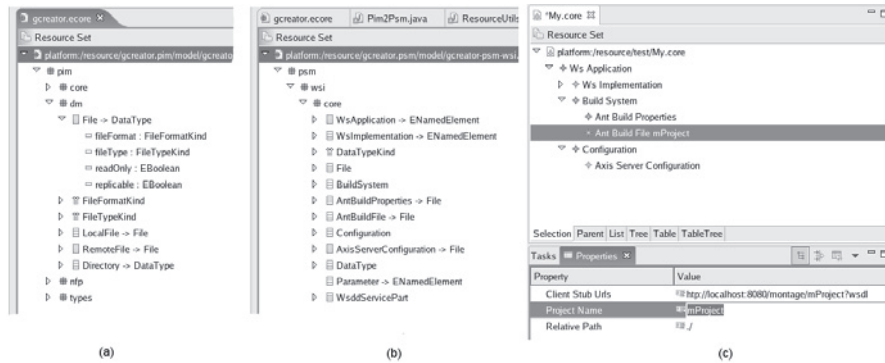 gcreator.ecore
Resource Set
platform:/resource/gcreator.pim/model/gcreato
pim
core
dm
File -> DataType
fileFormat : FileFormatKind
fileType : FileTypeKind
readOnly : EBoolean
replicable : EBoolean
FileFormatKind
FileTypeKind
LocalFile -> File
RemoteFile -> File
Directory -> DataType
nfp
types
(a)
gcreator.ecore
Pim2Psm.java
ResourceUtils
Resource Set
platform:/resource/gcreator.psm/model/gcreator-psm-wsi.
psm
wsi
core
WsApplication -> ENamedElement
WsImplementation -> ENamedElement
DataTypeKind
File
BuildSystem
AntBuildProperties -> File
AntBuildFile -> File
Configuration
AxisServerConfiguration -> File
DataType
Parameter -> ENamedElement
WsddServicePart
(b)
*My.core
Resource Set
platform:/resource/test/My.core
Ws Application
Ws Implementation
Build System
Ant Build Properties
Ant Build File mProject
Configuration
Axis Server Configuration
Selection Parent List Tree Table TableTree
Tasks Properties
Property Value
Client Stub Urls http://localhost:8080/montage/mProject?wsdl
Project Name mProject
Relative Path ./
(c)